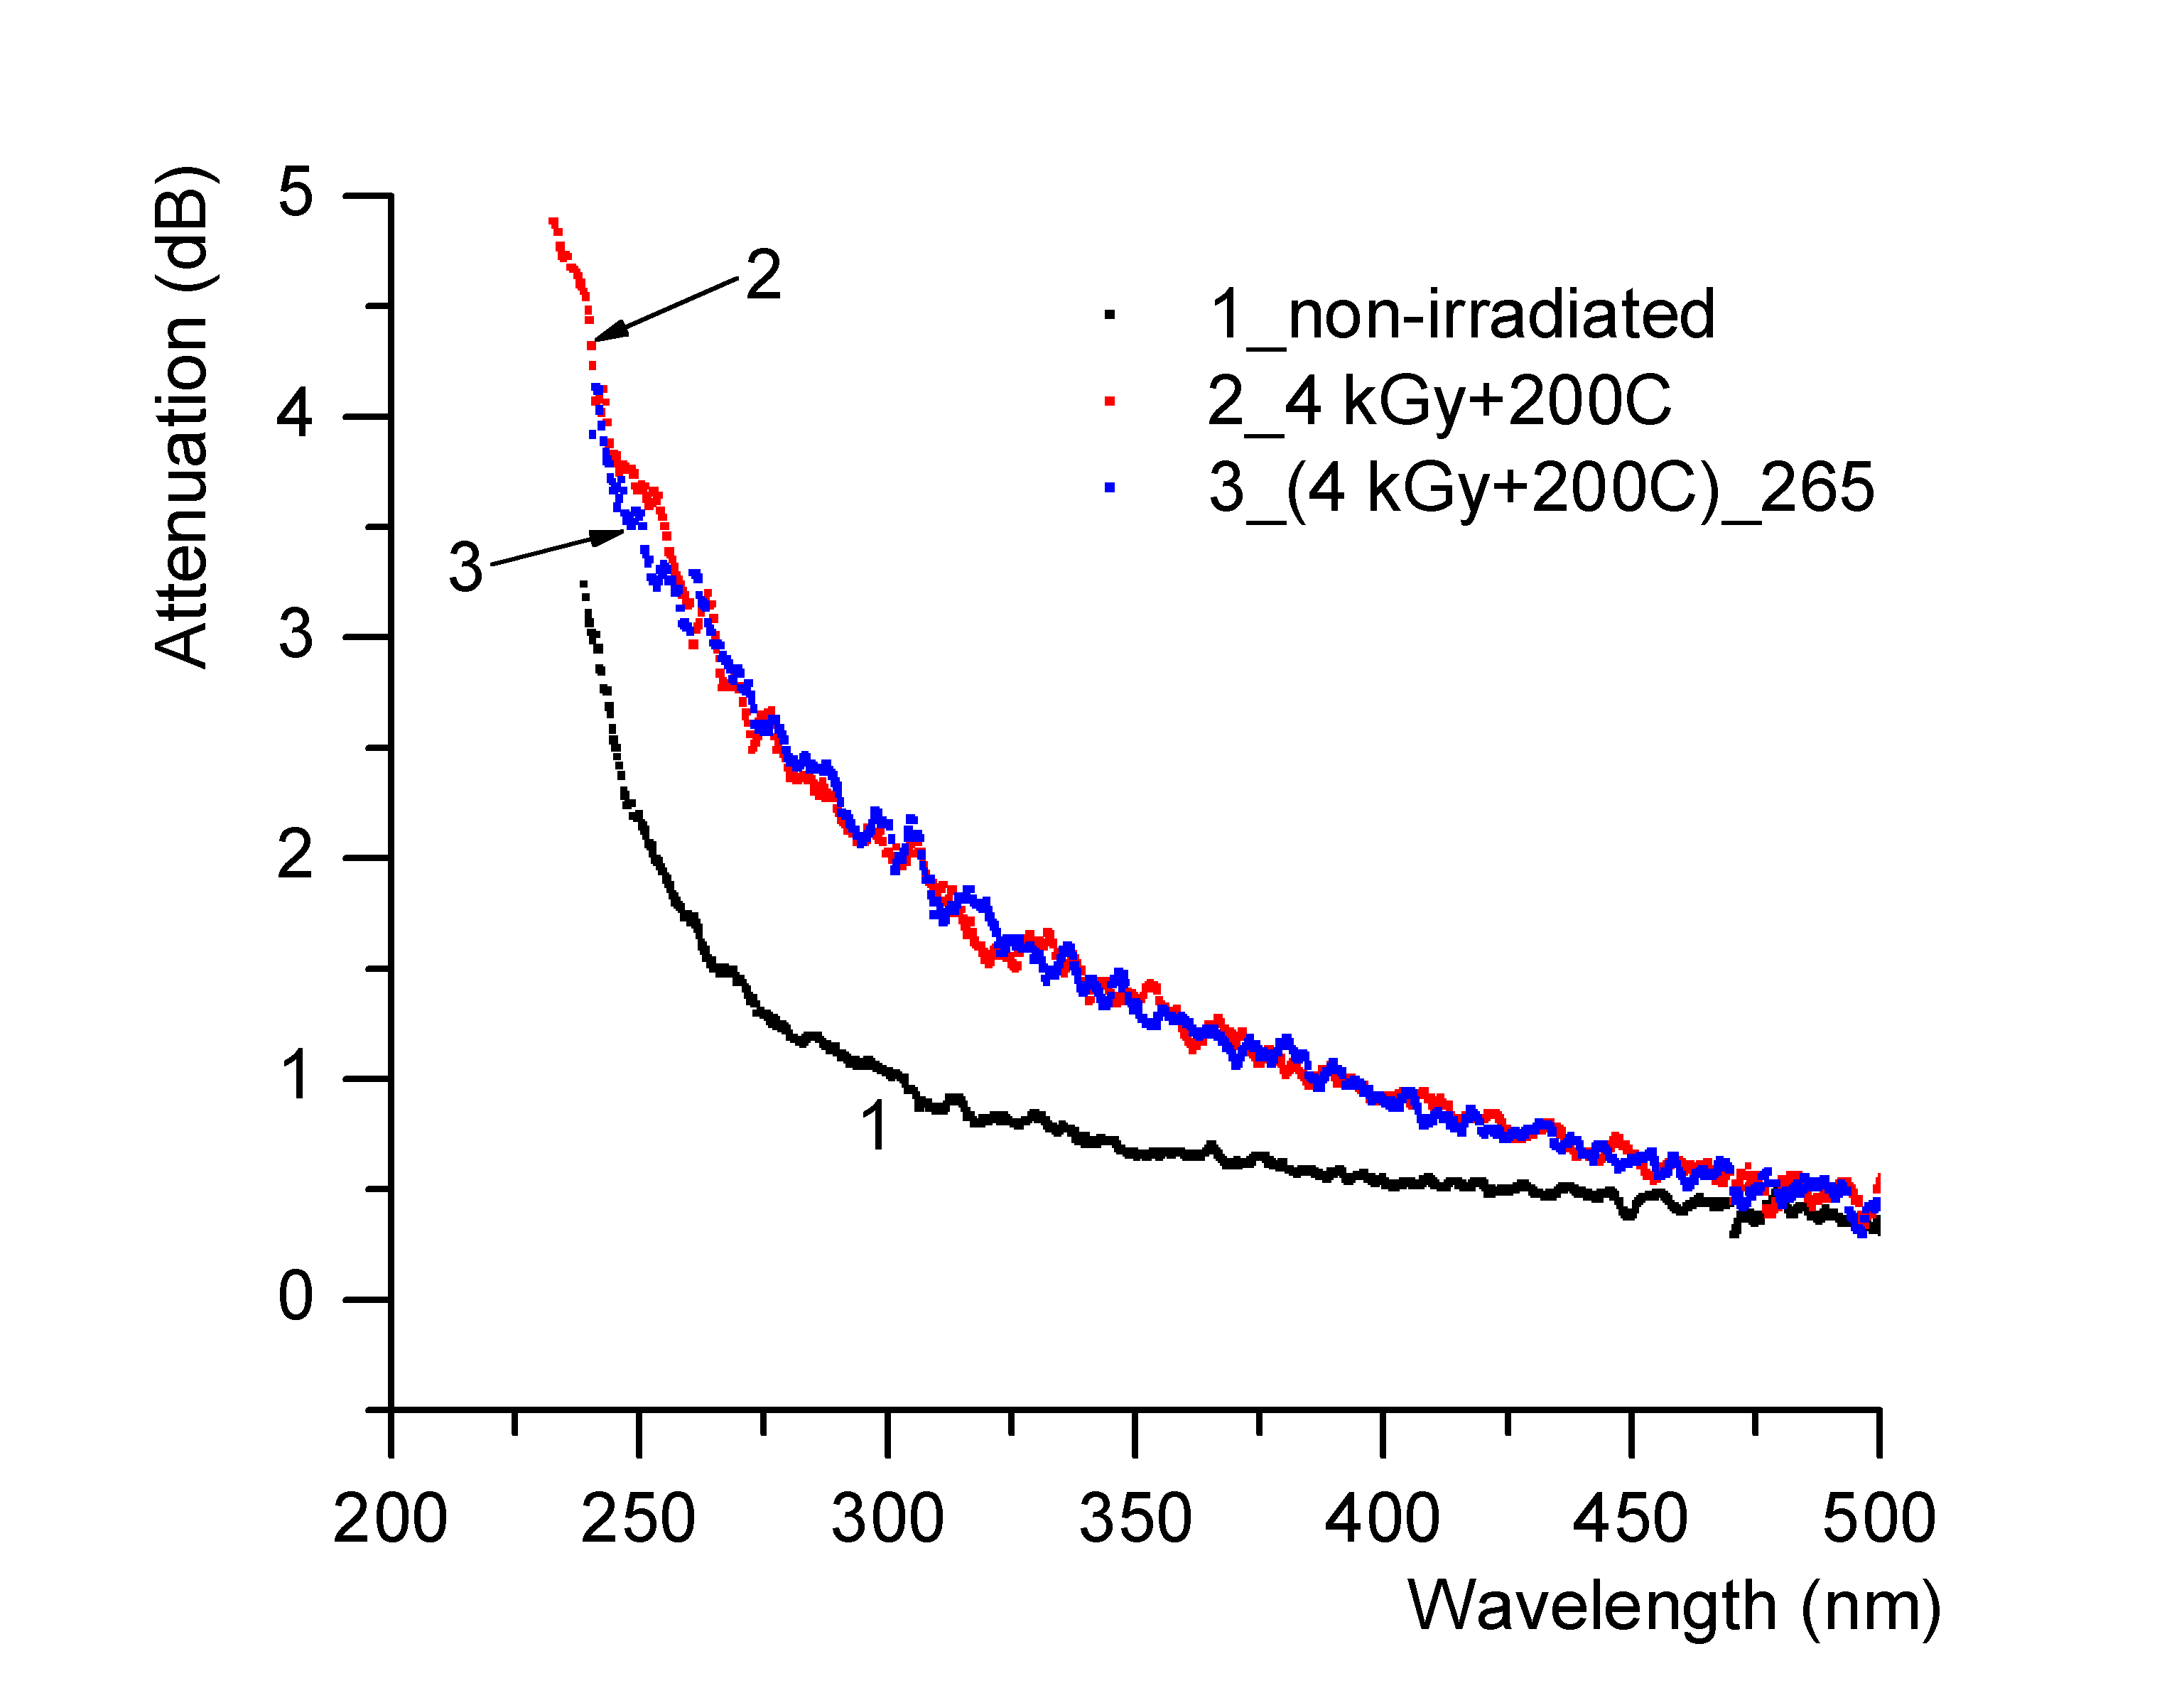 Attenuation (dB)
5
4
3
2
1
0
2
3
1
1_non-irradiated
2_4 kGy+200C
3_(4 kGy+200C)_265
200 250 300 350 400 450 500
Wavelength (nm)